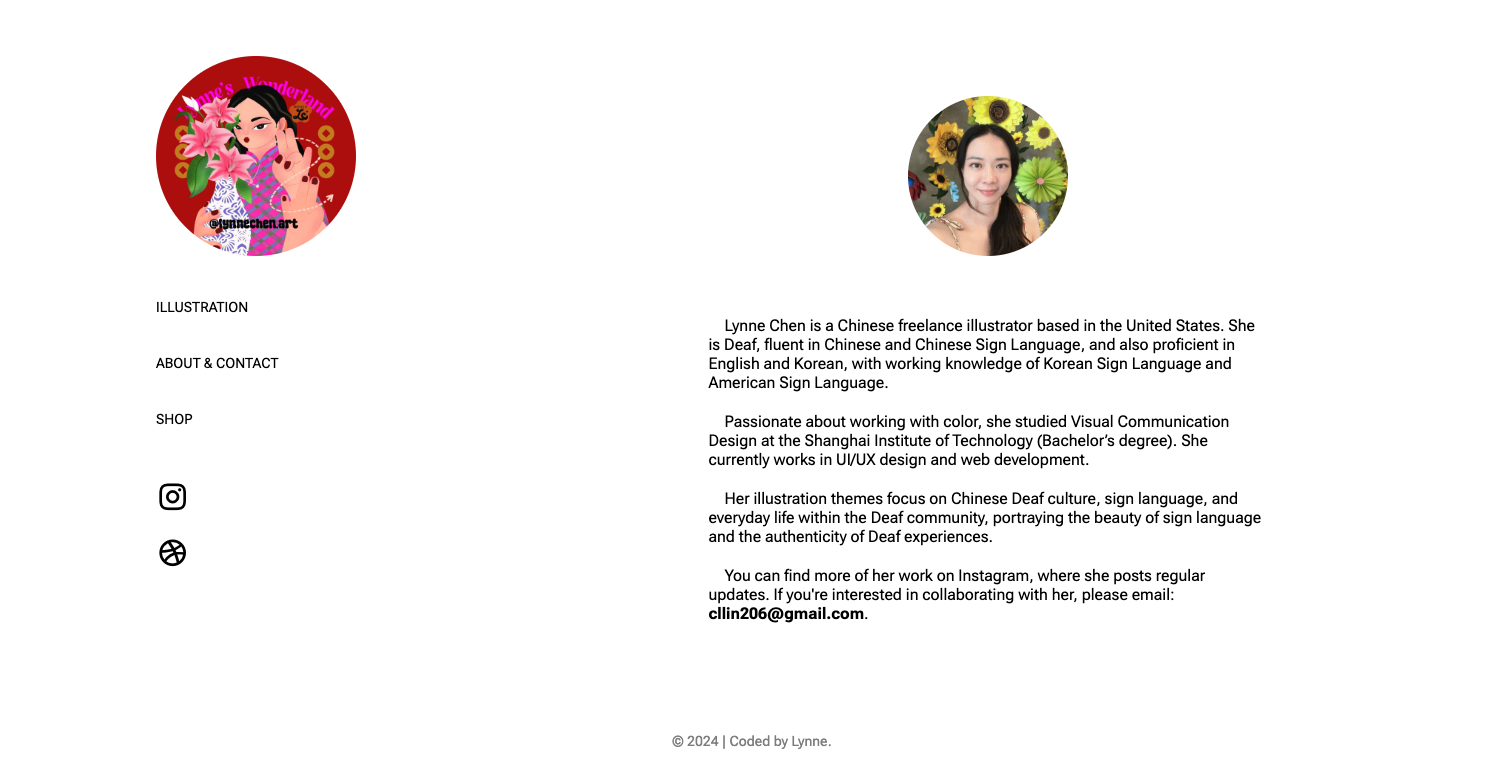 Lynne's Wonderland
@lynnechen.art
ILLUSTRATION
ABOUT & CONTACT
SHOP
Lynne Chen is a Chinese freelance illustrator based in the United States. She
is Deaf, fluent in Chinese and Chinese Sign Language, and also proficient in
English and Korean, with working knowledge of Korean Sign Language and
American Sign Language.
Passionate about working with color, she studied Visual Communication
Design at the Shanghai Institute of Technology (Bachelor’s degree). She
currently works in UI/UX design and web development.
Her illustration themes focus on Chinese Deaf culture, sign language, and
everyday life within the Deaf community, portraying the beauty of sign language
and the authenticity of Deaf experiences.
You can find more of her work on Instagram, where she posts regular
updates. If you're interested in collaborating with her, please email:
cllin206@gmail.com.
© 2024 | Coded by Lynne.